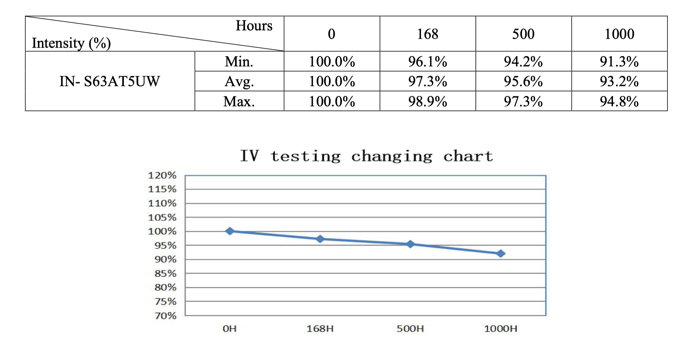 Hours
Intensity (%)
0 168 500 1000
IN- S63AT5UW
Min. 100.0% 96.1% 94.2% 91.3%
Avg. 100.0% 97.3% 95.6% 93.2%
Max. 100.0% 98.9% 97.3% 94.8%
IV testing changing chart
120%
115%
110%
105%
100%
95%
90%
85%
80%
75%
70%
0H 168H 500H 1000H